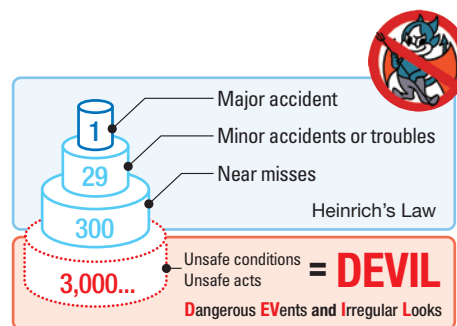 1
Major accident
29
Minor accidents or troubles
300
Near misses
Heinrich's Law
3,000...
Unsafe conditions
Unsafe acts
= DEVIL
Dangerous EVents and Irregular Looks